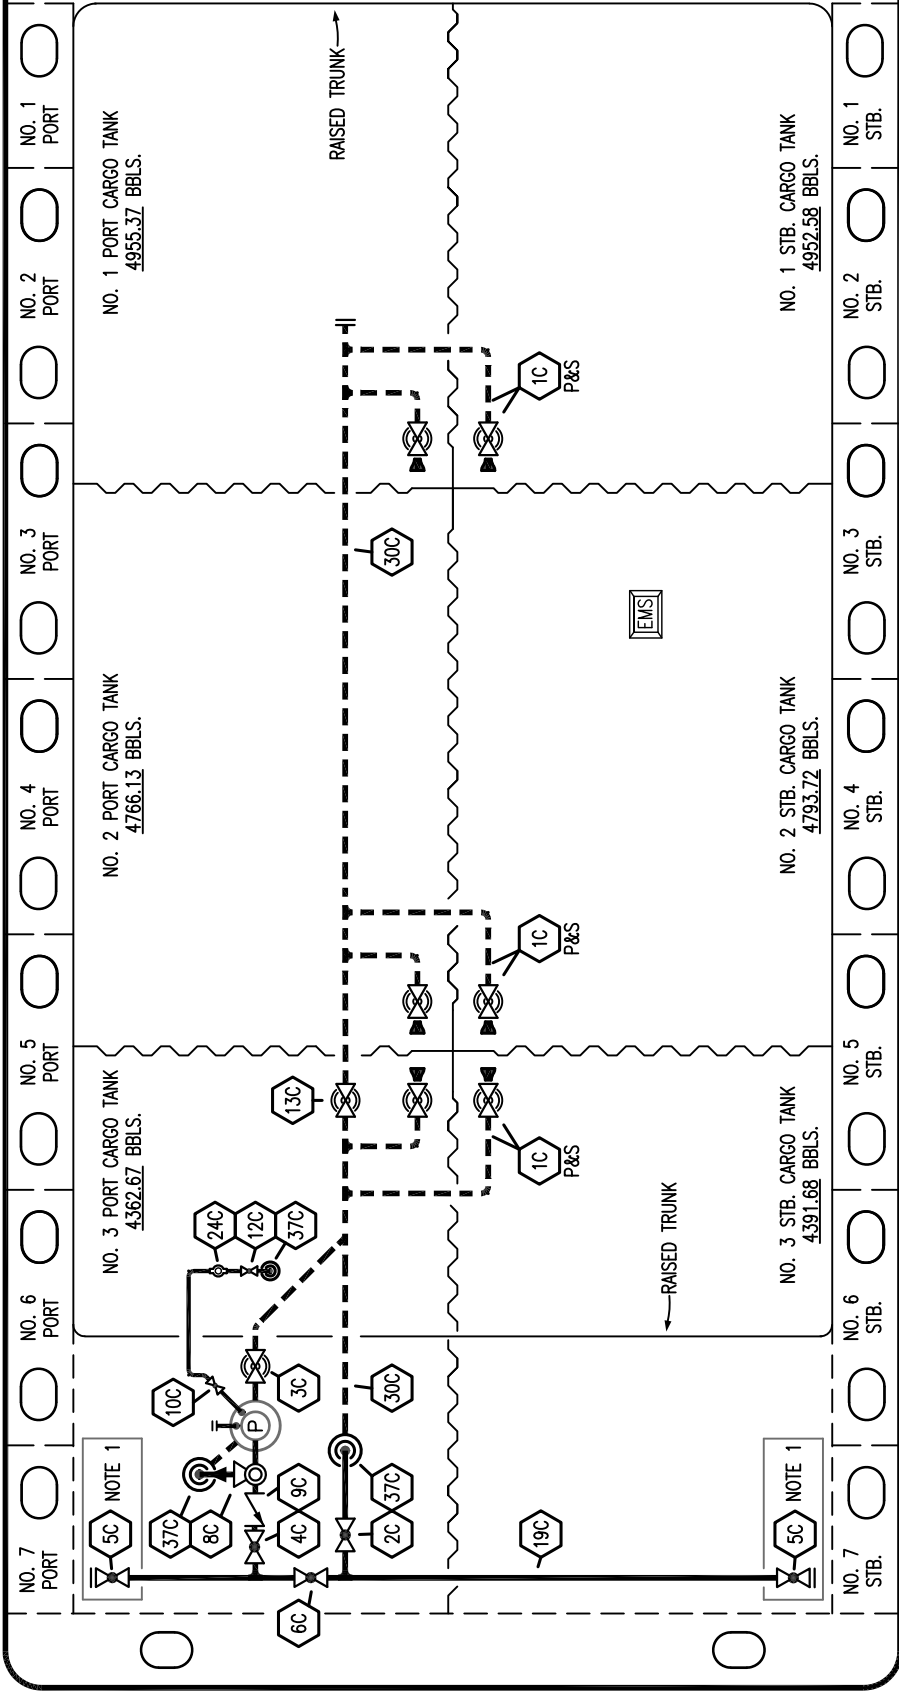 NO. 7
PORT
NO. 6
PORT
NO. 5
PORT
NO. 4
PORT
NO. 3
PORT
NO. 2
PORT
NO. 1
PORT
NO. 3 PORT CARGO TANK
4362.67 BBLS.
NO. 2 PORT CARGO TANK
4766.13 BBLS.
NO. 1 PORT CARGO TANK
4955.37 BBLS.
RAISED TRUNK
5C
NOTE 1
37C
8C
10C
24C
12C
37C
P
9C
4C
3C
13C
6C
2C
37C
30C
30C
1C
P&S
1C
P&S
1C
P&S
19C
EMS
RAISED TRUNK
5C
NOTE 1
NO. 3 STB. CARGO TANK
4391.68 BBLS.
NO. 2 STB. CARGO TANK
4793.72 BBLS.
NO. 1 STB. CARGO TANK
4952.58 BBLS.
NO. 7
STB.
NO. 6
STB.
NO. 5
STB.
NO. 4
STB.
NO. 3
STB.
NO. 2
STB.
NO. 1
STB.